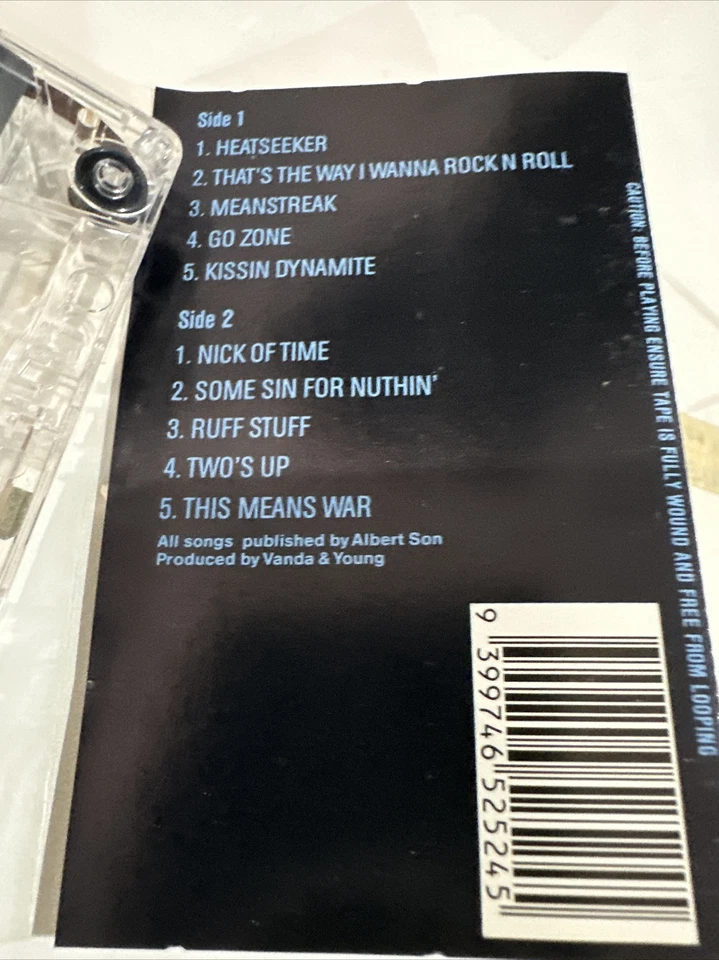 Side 1
1. HEATSEEKER
2. THAT'S THE WAY I WANNA ROCK N ROLL
3. MEANSTREAK
4. GO ZONE
5. KISSIN DYNAMITE
Side 2
1. NICK OF TIME
2. SOME SIN FOR NUTHIN'
3. RUFF STUFF
4. TWO'S UP
5. THIS MEANS WAR
All songs published by Albert Son
Produced by Vanda & Young
CAUTION: BEFORE PLAYING ENSURE TAPE IS FULLY WOUND AND FREE FROM LOOPING
9 399746 525245